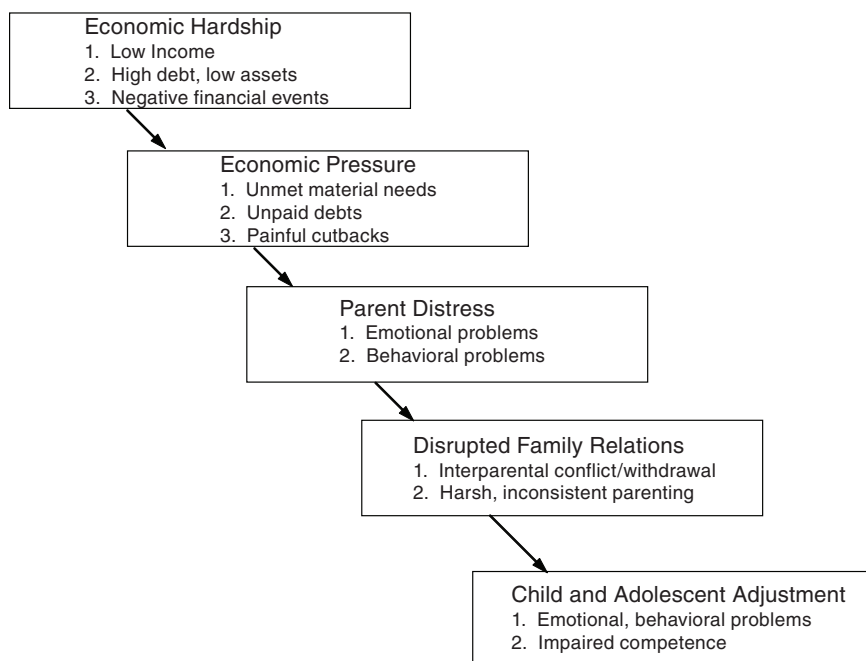 Economic Hardship
1. Low Income
2. High debt, low assets
3. Negative financial events
Economic Pressure
1. Unmet material needs
2. Unpaid debts
3. Painful cutbacks
Parent Distress
1. Emotional problems
2. Behavioral problems
Disrupted Family Relations
1. Interparental conflict/withdrawal
2. Harsh, inconsistent parenting
Child and Adolescent Adjustment
1. Emotional, behavioral problems
2. Impaired competence